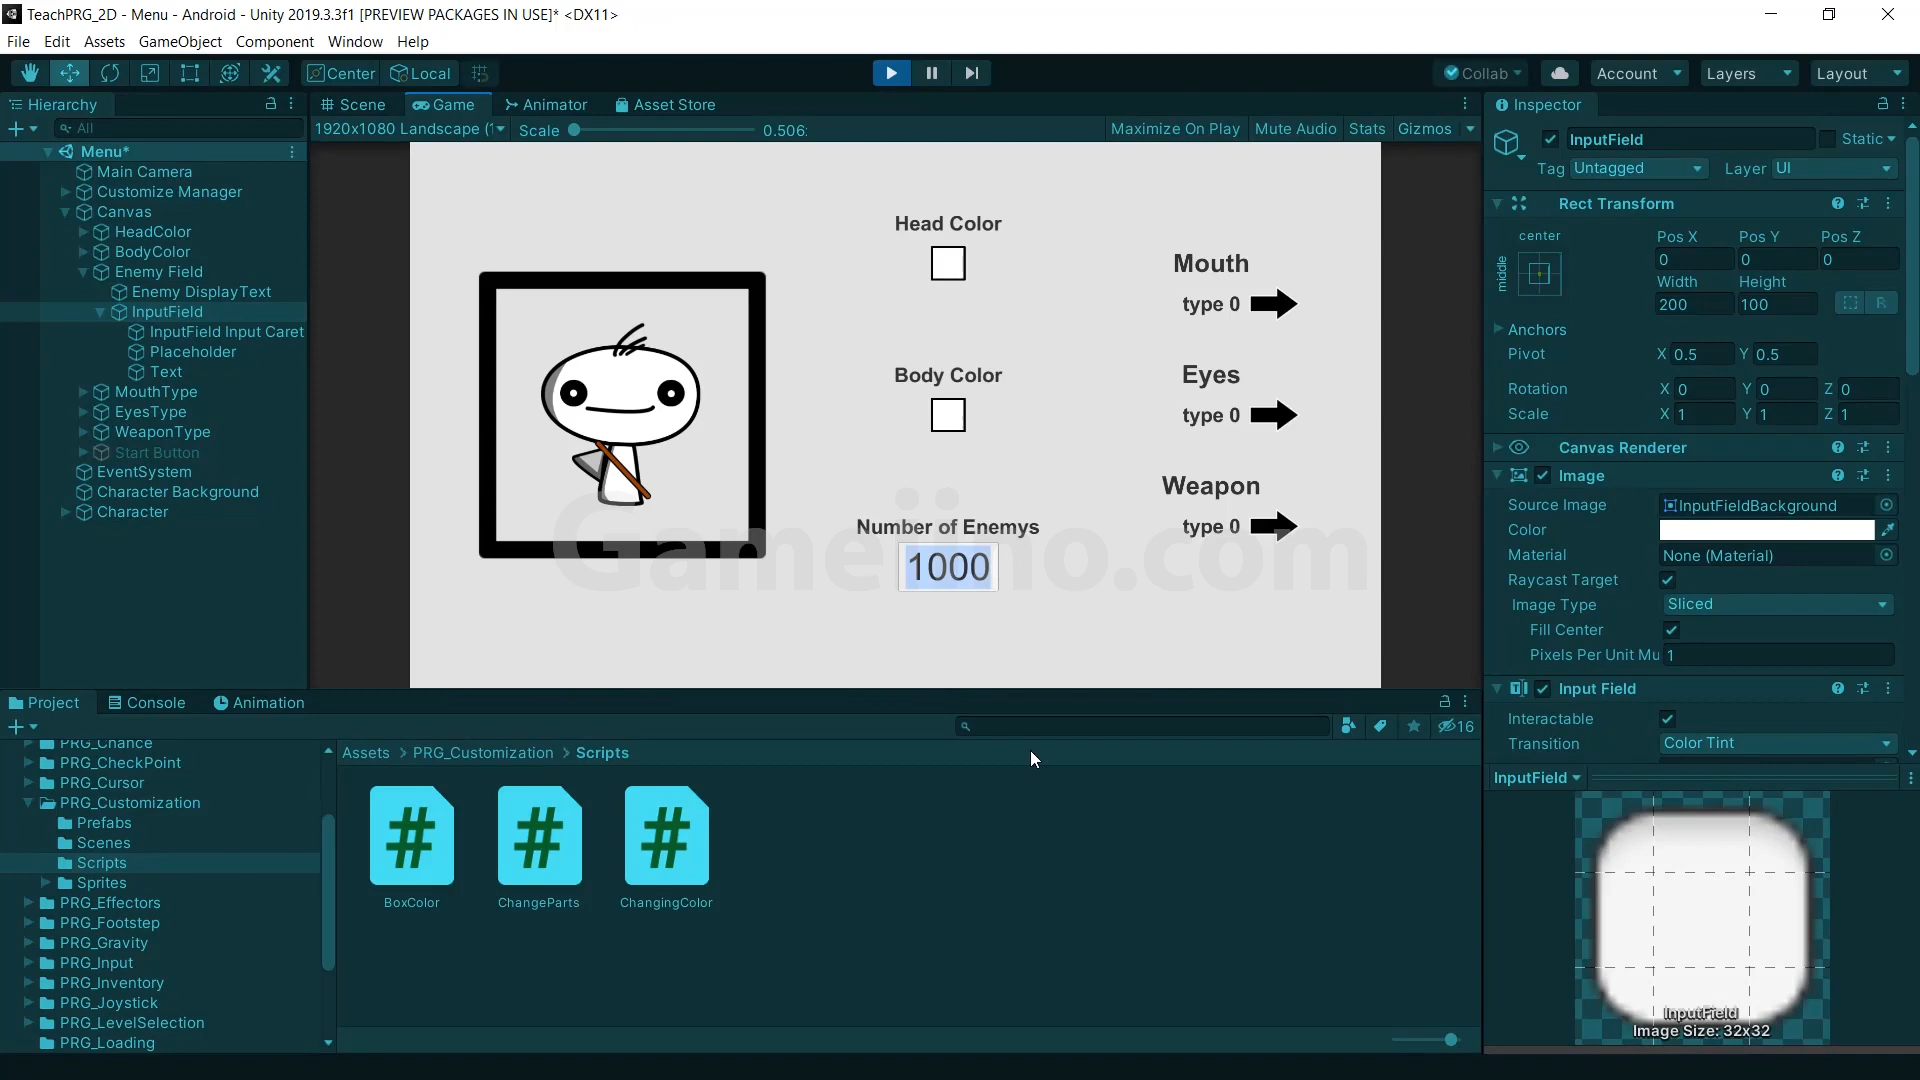 TeachPRG_2D - Menu - Android - Unity 2019.3.3f1 [PREVIEW PACKAGES IN USE]* <DX11>
File Edit Assets GameObject Component Window Help
Center Local Collab Account Layers Layout
Hierarchy
All
Menu*
Main Camera
Customize Manager
Canvas
HeadColor
BodyColor
Enemy Field
Enemy DisplayText
InputField
InputField Input Caret
Placeholder
Text
MouthType
EyesType
WeaponType
Start Button
EventSystem
Character Background
Character
Scene Game Animator Asset Store
1920x1080 Landscape (1 Scale 0.506: Maximize On Play Mute Audio Stats Gizmos
Head Color
Body Color
Number of Enemys
1000
Mouth
type 0
Eyes
type 0
Weapon
type 0
Gameiino.com
Inspector
InputField Static
Tag Untagged Layer UI
Rect Transform
center
middle
Pos X Pos Y Pos Z
0 0 0
Width Height
200 100
R
Anchors
Pivot X 0.5 Y 0.5
Rotation X 0 Y 0 Z 0
Scale X 1 Y 1 Z 1
Canvas Renderer
Image
Source Image InputFieldBackground
Color
Material None (Material)
Raycast Target
Image Type Sliced
Fill Center
Pixels Per Unit Mu 1
Input Field
Interactable
Transition Color Tint
InputField
InputField
Image Size: 32x32
Project Console Animation
16
PRG_Chance
PRG_CheckPoint
PRG_Cursor
PRG_Customization
Prefabs
Scenes
Scripts
Sprites
PRG_Effectors
PRG_Footstep
PRG_Gravity
PRG_Input
PRG_Inventory
PRG_Joystick
PRG_LevelSelection
PRG_Loading
Assets > PRG_Customization > Scripts
# # #
BoxColor ChangeParts ChangingColor